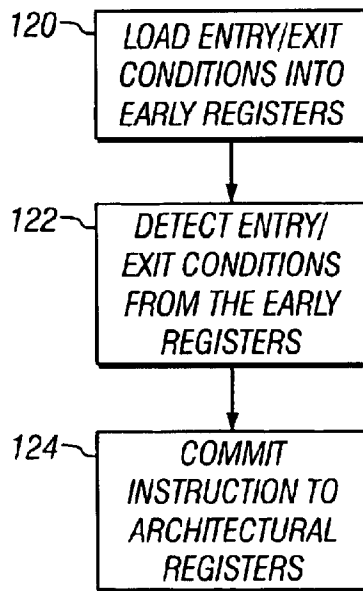 120
LOAD ENTRY/EXIT
CONDITIONS INTO
EARLY REGISTERS
122
DETECT ENTRY/
EXIT CONDITIONS
FROM THE EARLY
REGISTERS
124
COMMIT
INSTRUCTION TO
ARCHITECTURAL
REGISTERS